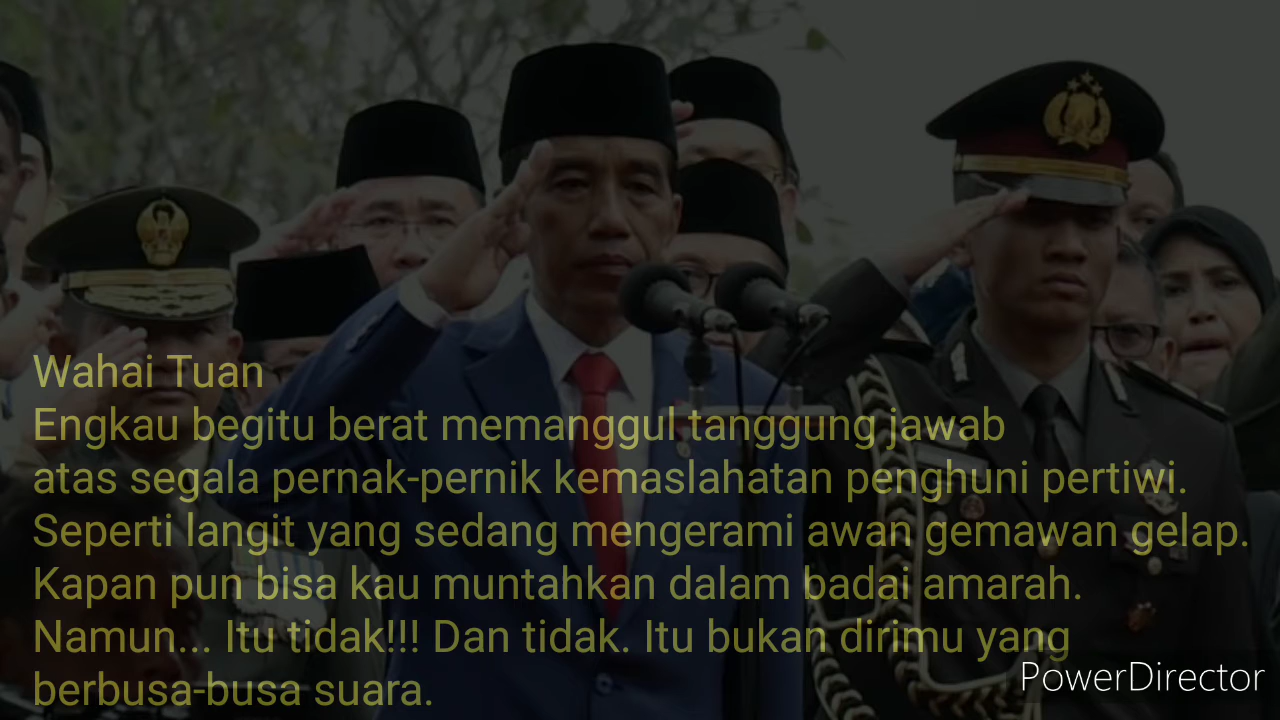 Wahai Tuan
Engkau begitu berat memanggul tanggung jawab
atas segala pernak-pernik kemaslahatan penghuni pertiwi.
Seperti langit yang sedang mengerami awan gemawan gelap.
Kapan pun bisa kau muntahkan dalam badai amarah.
Namun... Itu tidak!!! Dan tidak. Itu bukan dirimu yang
berbusa-busa suara.
PowerDirector